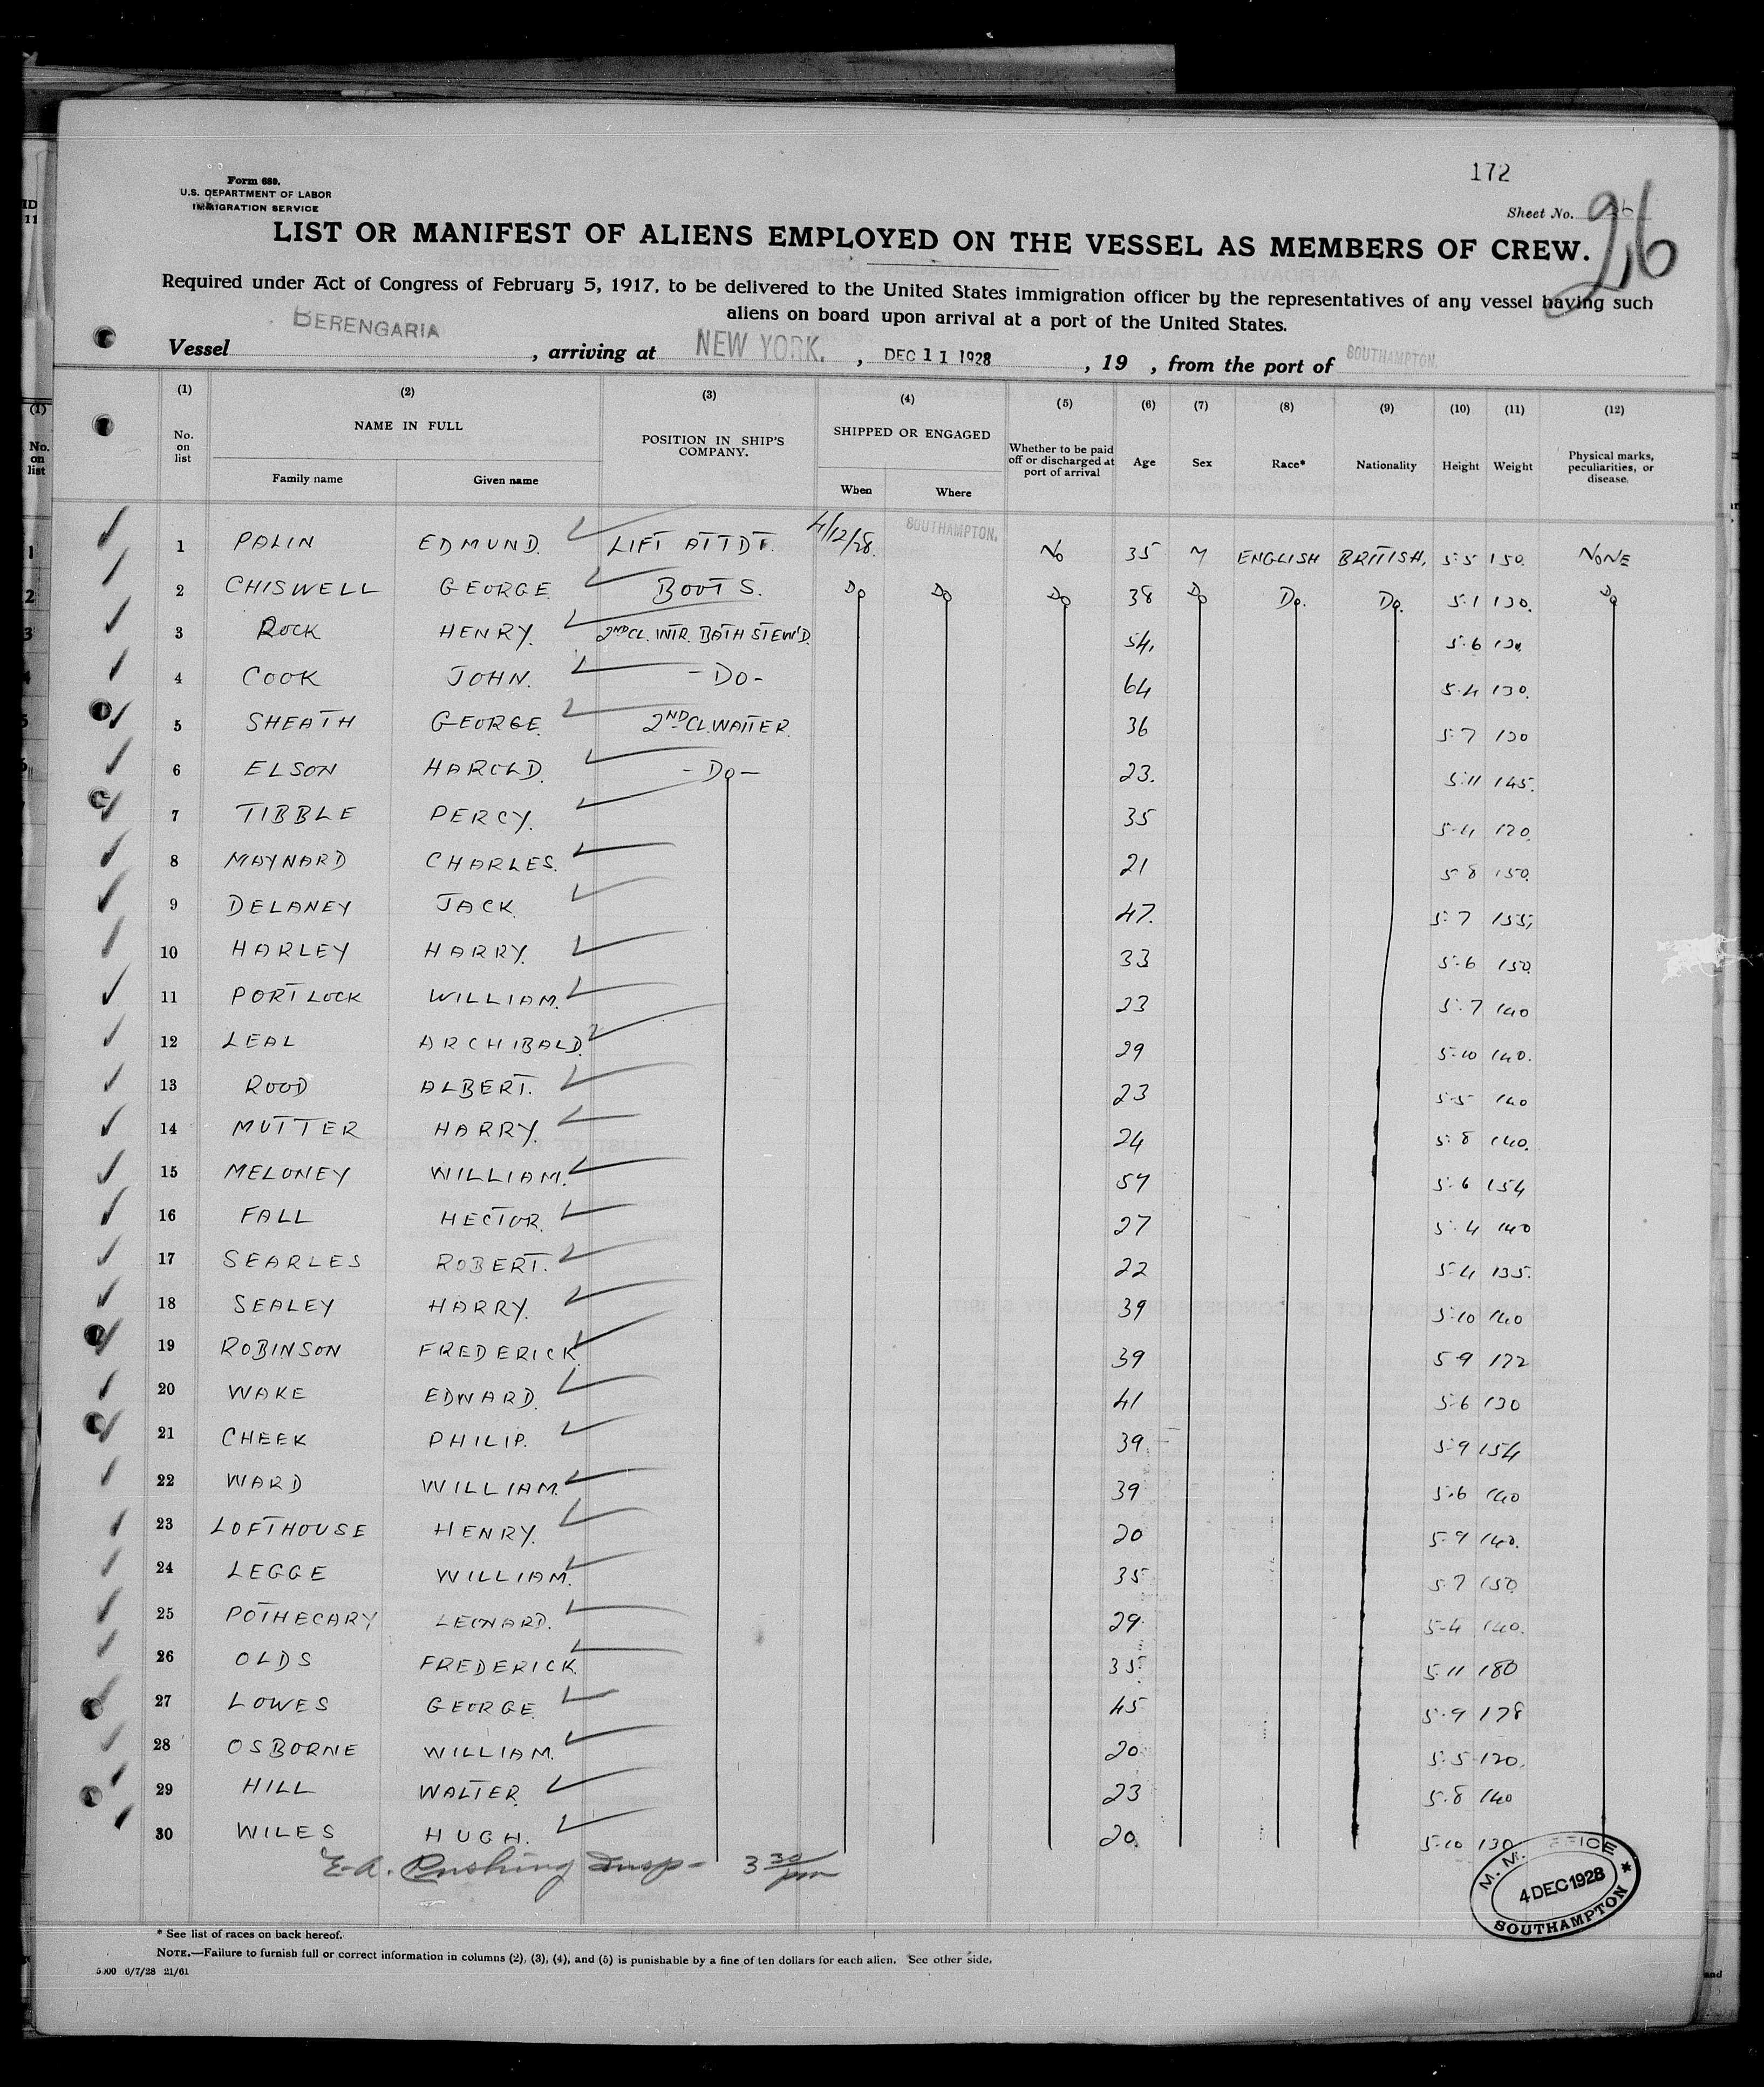 172
Form 680.
U.S. DEPARTMENT OF LABOR
IMMIGRATION SERVICE
Sheet No. 26
LIST OR MANIFEST OF ALIENS EMPLOYED ON THE VESSEL AS MEMBERS OF CREW.
Required under Act of Congress of February 5, 1917, to be delivered to the United States immigration officer by the representatives of any vessel having such
aliens on board upon arrival at a port of the United States.
Vessel BERENGARIA, arriving at NEW YORK., DEC 11 1928, 19 , from the port of SOUTHAMPTON.
(1) (2) (3) (4) (5) (6) (7) (8) (9) (10) (11) (12)
No. on list NAME IN FULL POSITION IN SHIP'S COMPANY. SHIPPED OR ENGAGED Whether to be paid off or discharged at port of arrival Age Sex Race* Nationality Height Weight Physical marks, peculiarities, or disease.
Family name Given name When Where
1 PALIN EDMUND. LIFT ATTDT. 4/12/28. SOUTHAMPTON. NO 35 M ENGLISH BRITISH. 5:5 150. NONE
2 CHISWELL GEORGE. BOOTS. Do Do Do 38 Do Do. Do. 5.1 130. Do
3 ROCK HENRY. 2ND CL. INTR. BATH STEW'D. 54. 5.6 130.
4 COOK JOHN. - DO - 64 5.4 130.
5 SHEATH GEORGE. 2ND CL. WAITER. 36 5.7 130
6 ELSON HAROLD. - Do - 23. 5.11 145.
7 TIBBLE PERCY. 35 5.4 120.
8 MAYNARD CHARLES. 21 5.8 150.
9 DELANEY JACK. 47. 5:7 155.
10 HARLEY HARRY. 33 5.6 150.
11 PORTLOCK WILLIAM. 23 5.7 140
12 LEAL ARCHIBALD. 29 5.10 140.
13 ROOD ALBERT. 23 5.5 140
14 MUTTER HARRY. 24 5:8 140.
15 MELONEY WILLIAM. 5.6 154
16 FALL HECTOR. 27 5.4 140
17 SEARLES ROBERT. 22 5.4 135.
18 SEALEY HARRY. 39 5:10 140
19 ROBINSON FREDERICK. 39 5.9
20 WAKE EDWARD. 41 5.6 130
21 CHEEK PHILIP. 39. 5.9 154
22 WARD WILLIAM. 39 5.6 140
23 LOFTHOUSE HENRY. 20 5.9 140.
24 LEGGE WILLIAM. 35 5.7 150
25 POTHECARY LEONARD. 29. 5.4 140.
26 OLDS FREDERICK. 35. 5.11 180
27 LOWES GEORGE. 45 5.9 178
28 OSBORNE WILLIAM. 20. 5.5 120.
29 HILL WALTER. 23 5.8 140
30 WILES HUGH. 20. 5.10 130
E.A. Insp- 3 30/pm
M.M. OFFICE
4 DEC 1928
SOUTHAMPTON *
* See list of races on back hereof.
NOTE.—Failure to furnish full or correct information in columns (2), (3), (4), and (5) is punishable by a fine of ten dollars for each alien. See other side.
5000 6/7/28 21/61